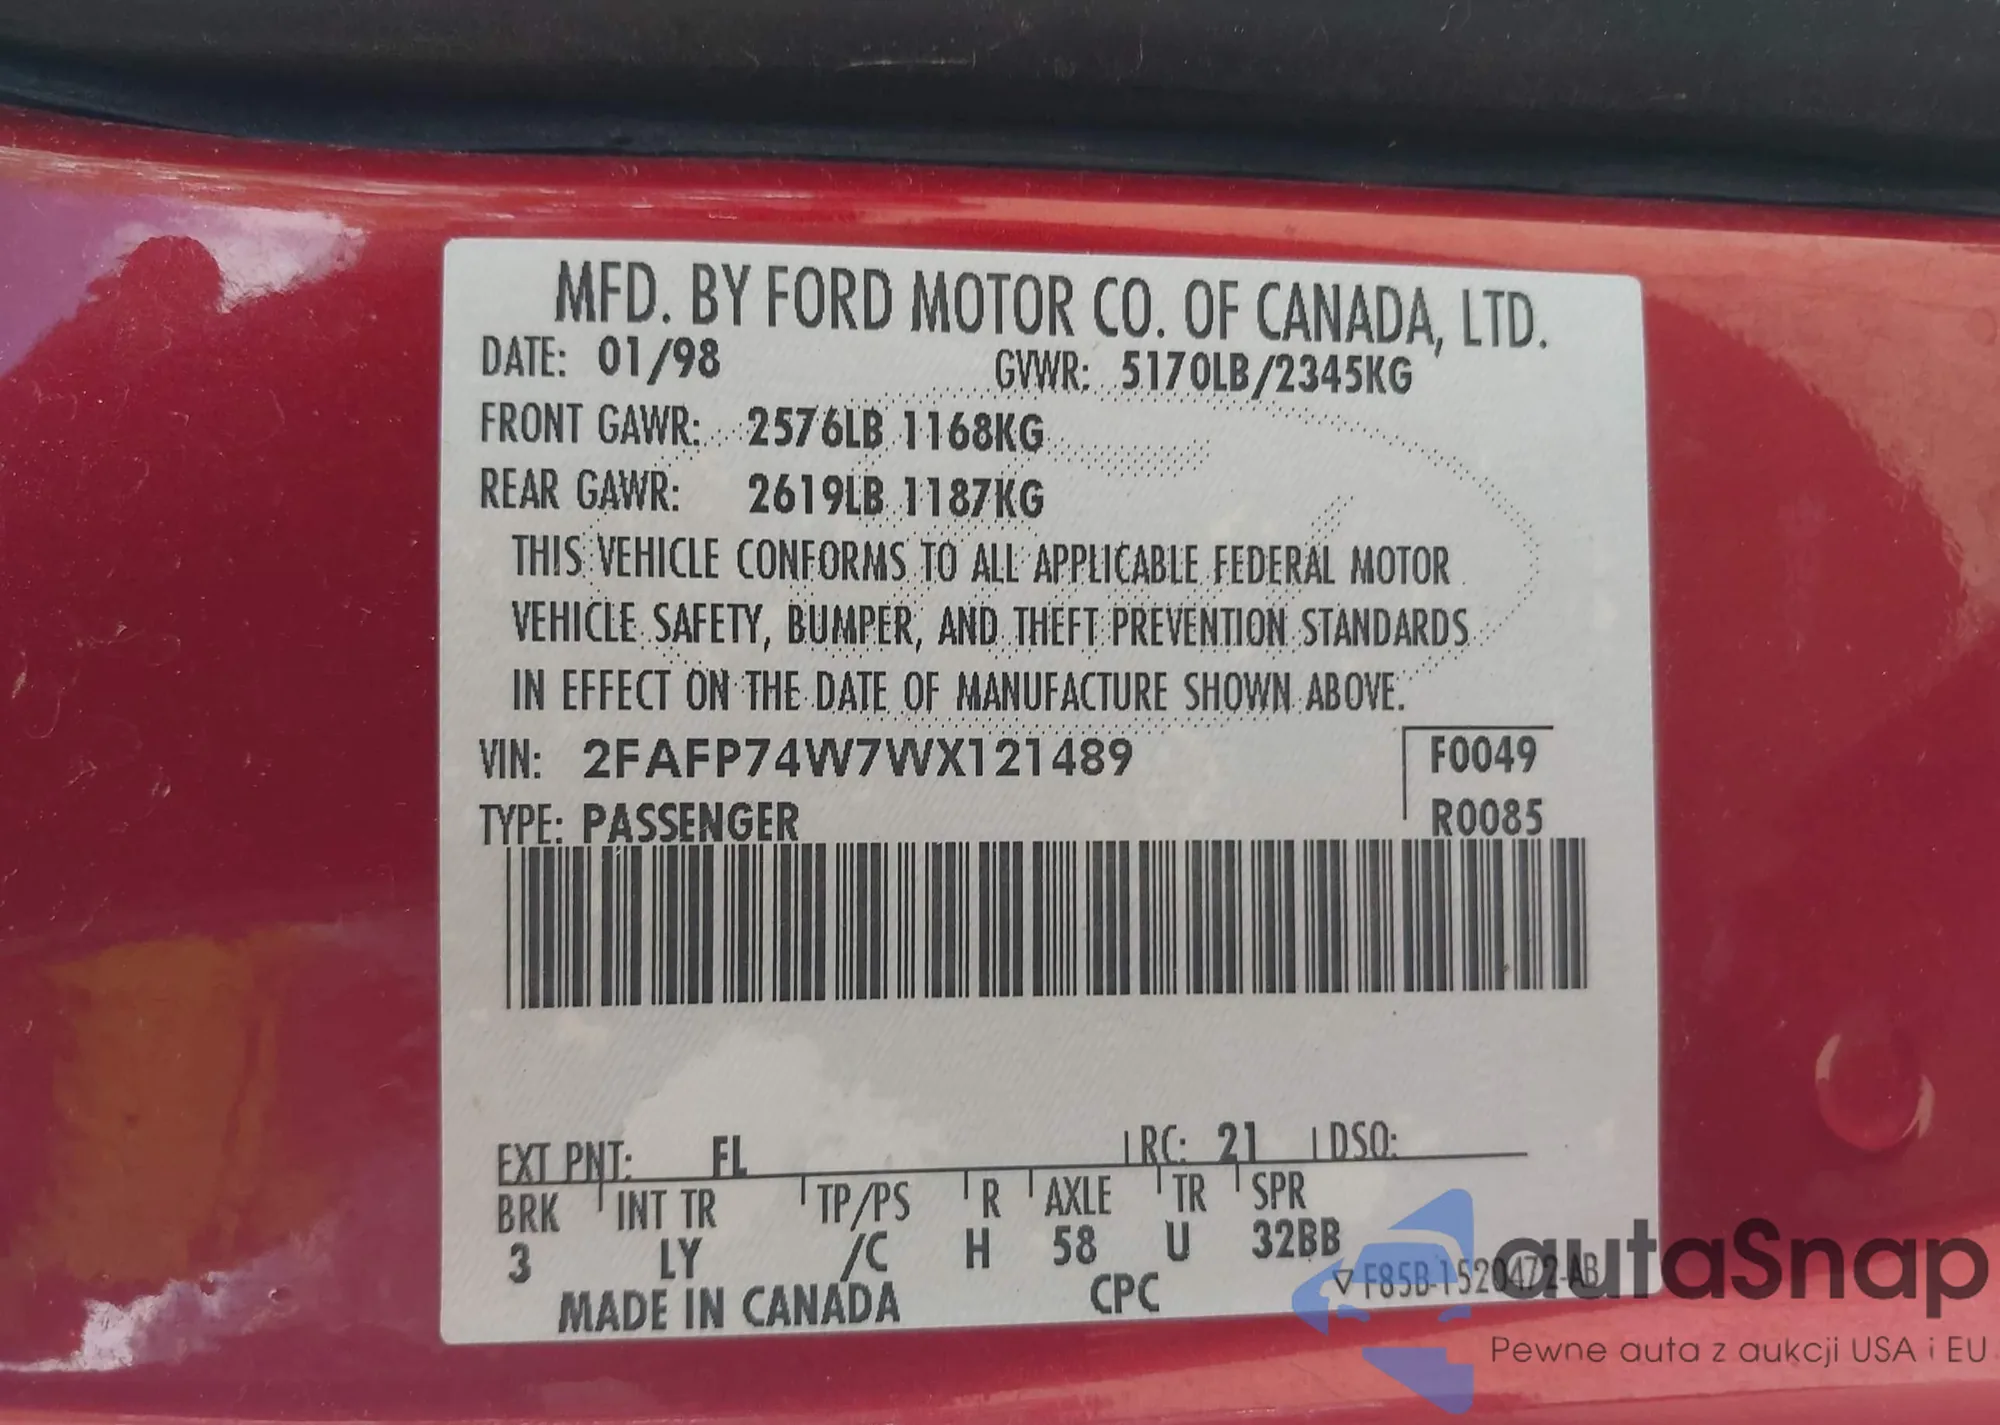 MFD. BY FORD MOTOR CO. OF CANADA, LTD.
DATE: 01/98 GVWR: 5170LB/2345KG
FRONT GAWR: 2576LB 1168KG
REAR GAWR: 2619LB 1187KG
THIS VEHICLE CONFORMS TO ALL APPLICABLE FEDERAL MOTOR
VEHICLE SAFETY, BUMPER, AND THEFT PREVENTION STANDARDS
IN EFFECT ON THE DATE OF MANUFACTURE SHOWN ABOVE.
VIN: 2FAFP74W7WX121489 F0049
TYPE: PASSENGER R0085
EXT PNT: FL RC: 21 DSO:
BRK INT TR TP/PS R AXLE TR SPR
3 LY /C H 58 U 32BB
MADE IN CANADA CPC F85B-1520472-AB
autaSnap
Pewne auta z aukcji USA i EU